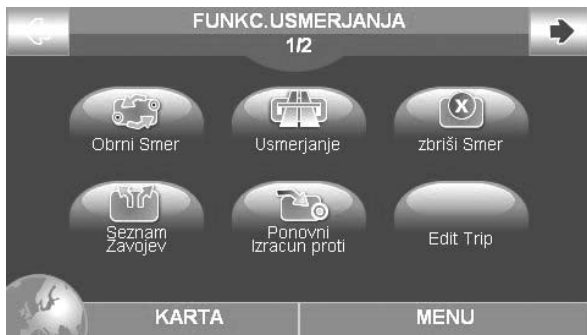 FUNKC.USMERJANJA
1/2
Obrni Smer
Usmerjanje
zbriši Smer
X
Seznam
Zavojev
Ponovni
Izracun proti
Edit Trip
KARTA
MENU